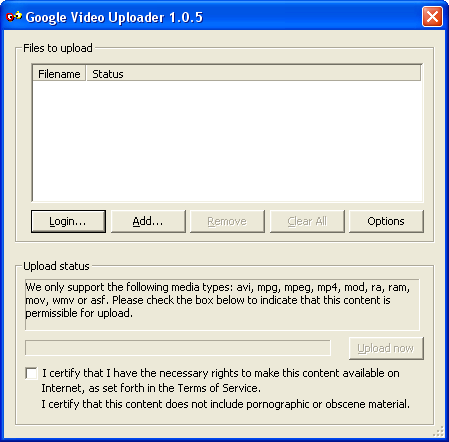 Google Video Uploader 1.0.5
Files to upload
Filename Status
Login... Add... Remove Clear All Options
Upload status
We only support the following media types: avi, mpg, mpeg, mp4, mod, ra, ram,
mov, wmv or asf. Please check the box below to indicate that this content is
permissible for upload.
Upload now
I certify that I have the necessary rights to make this content available on
Internet, as set forth in the Terms of Service.
I certify that this content does not include pornographic or obscene material.